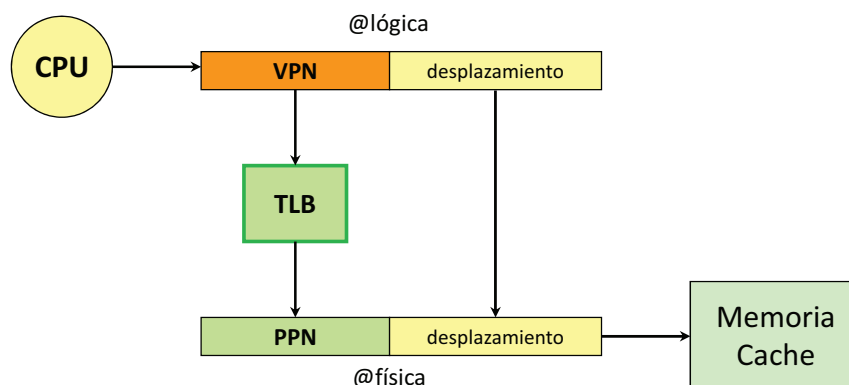 @lógica
CPU
VPN
desplazamiento
TLB
PPN
desplazamiento
Memoria
Cache
@física